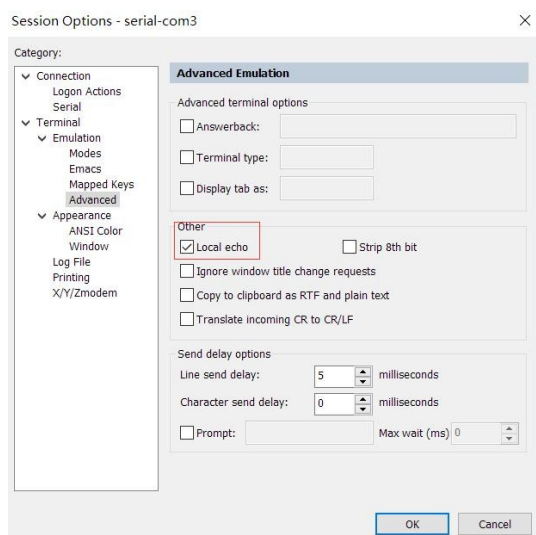 Session Options - serial-com3
Category:
Connection
Logon Actions
Serial
Terminal
Emulation
Modes
Emacs
Mapped Keys
Advanced
Appearance
ANSI Color
Window
Log File
Printing
X/Y/Zmodem
Advanced Emulation
Advanced terminal options
Answerback:
Terminal type:
Display tab as:
Other
Local echo Strip 8th bit
Ignore window title change requests
Copy to clipboard as RTF and plain text
Translate incoming CR to CR/LF
Send delay options
Line send delay: 5 milliseconds
Character send delay: 0 milliseconds
Prompt: Max wait (ms) 0
OK Cancel